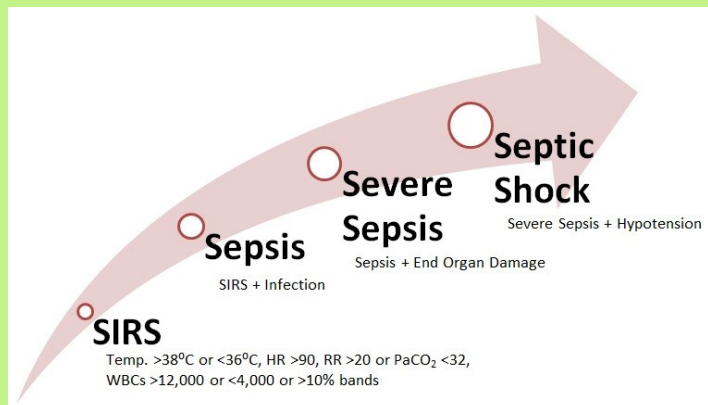 SIRS
Temp. >38⁰C or <36⁰C, HR >90, RR >20 or PaCO₂ <32,
WBCs >12,000 or <4,000 or >10% bands
Sepsis
SIRS + Infection
Severe
Sepsis
Sepsis + End Organ Damage
Septic
Shock
Severe Sepsis + Hypotension